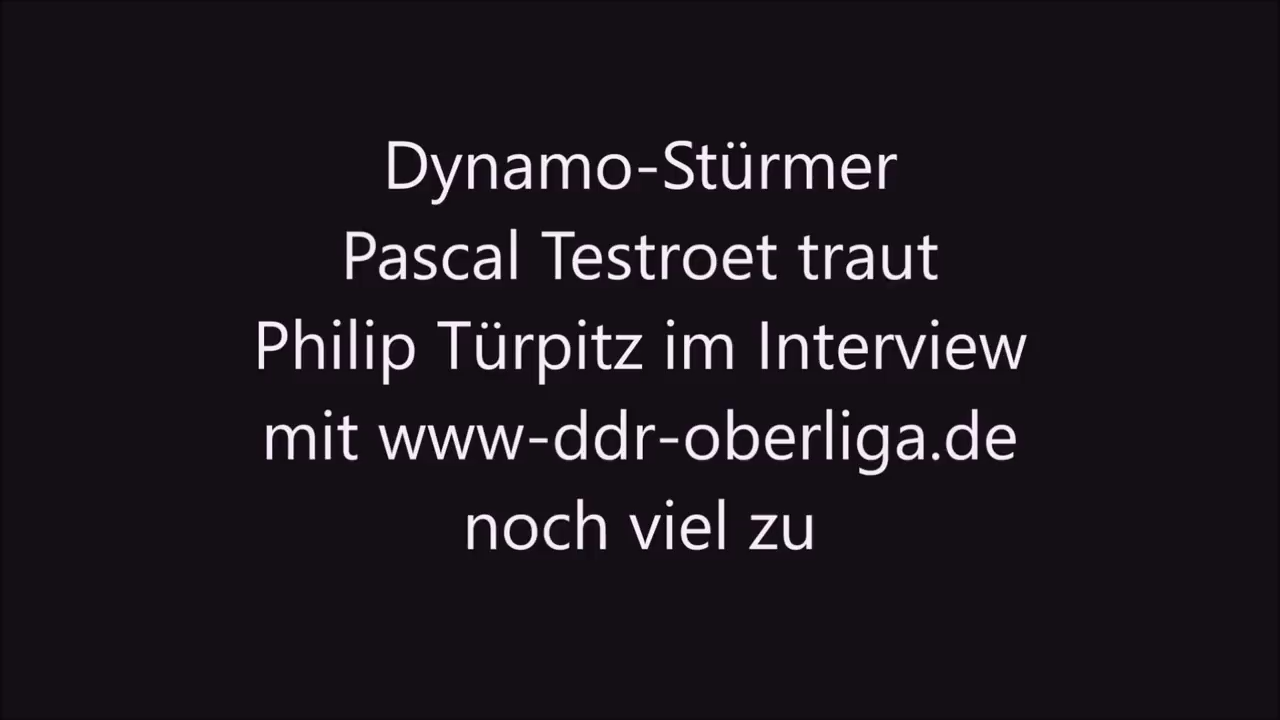 Dynamo-Stürmer
Pascal Testroet traut
Philip Türpitz im Interview
mit www-ddr-oberliga.de
noch viel zu